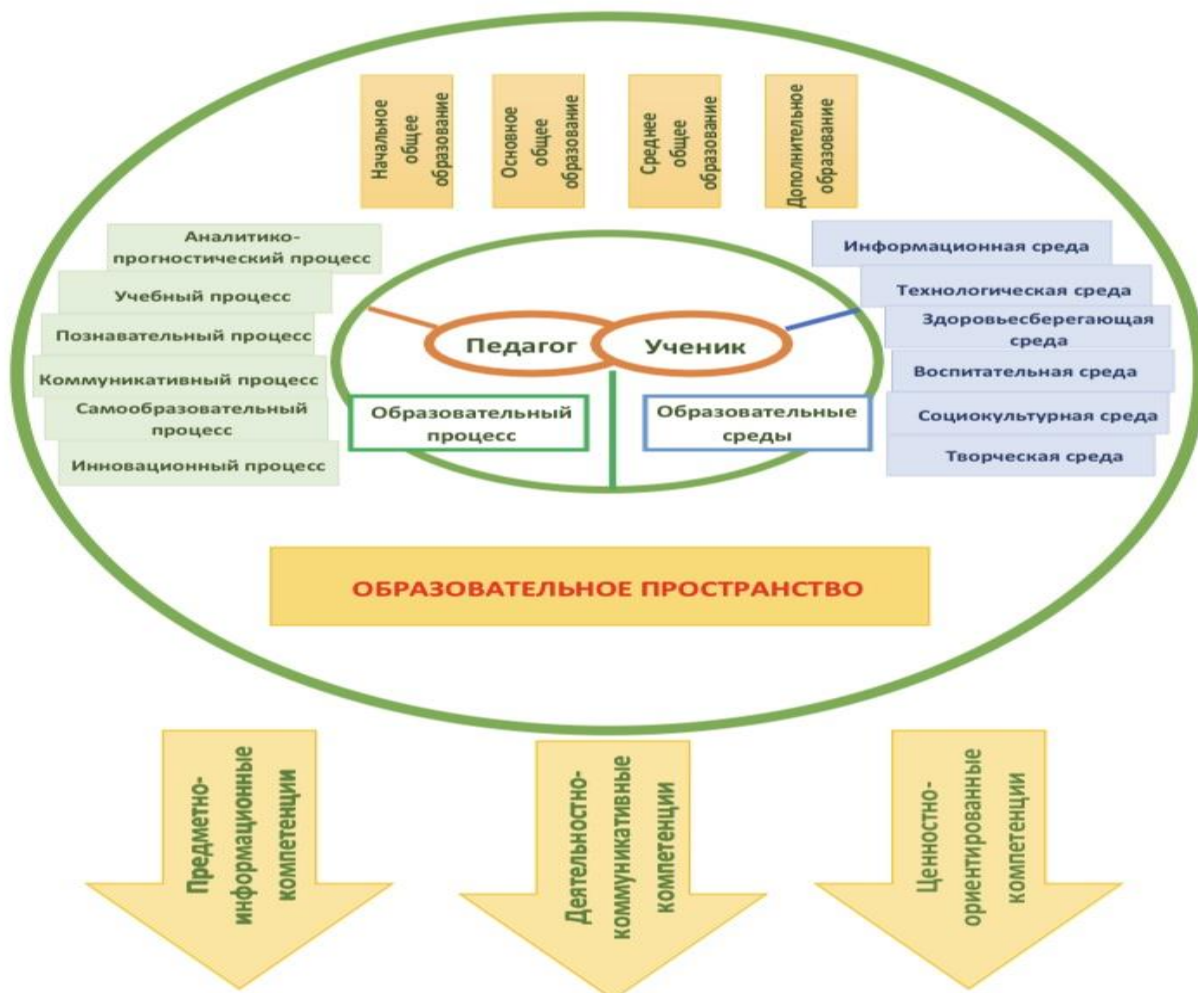 Начальное
общее
образование
Основное
общее
образование
Среднее
общее
образование
Дополнительное
образование
Аналитико-
прогностический процесс
Учебный процесс
Познавательный процесс
Коммуникативный процесс
Самообразовательный
процесс
Инновационный процесс
Педагог
Ученик
Образовательный
процесс
Образовательные
среды
Информационная среда
Технологическая среда
Здоровьесберегающая
среда
Воспитательная среда
Социокультурная среда
Творческая среда
ОБРАЗОВАТЕЛЬНОЕ ПРОСТРАНСТВО
Предметно-
информационные
компетенции
Деятельностно-
коммуникативные
компетенции
Ценностно-
ориентированные
компетенции